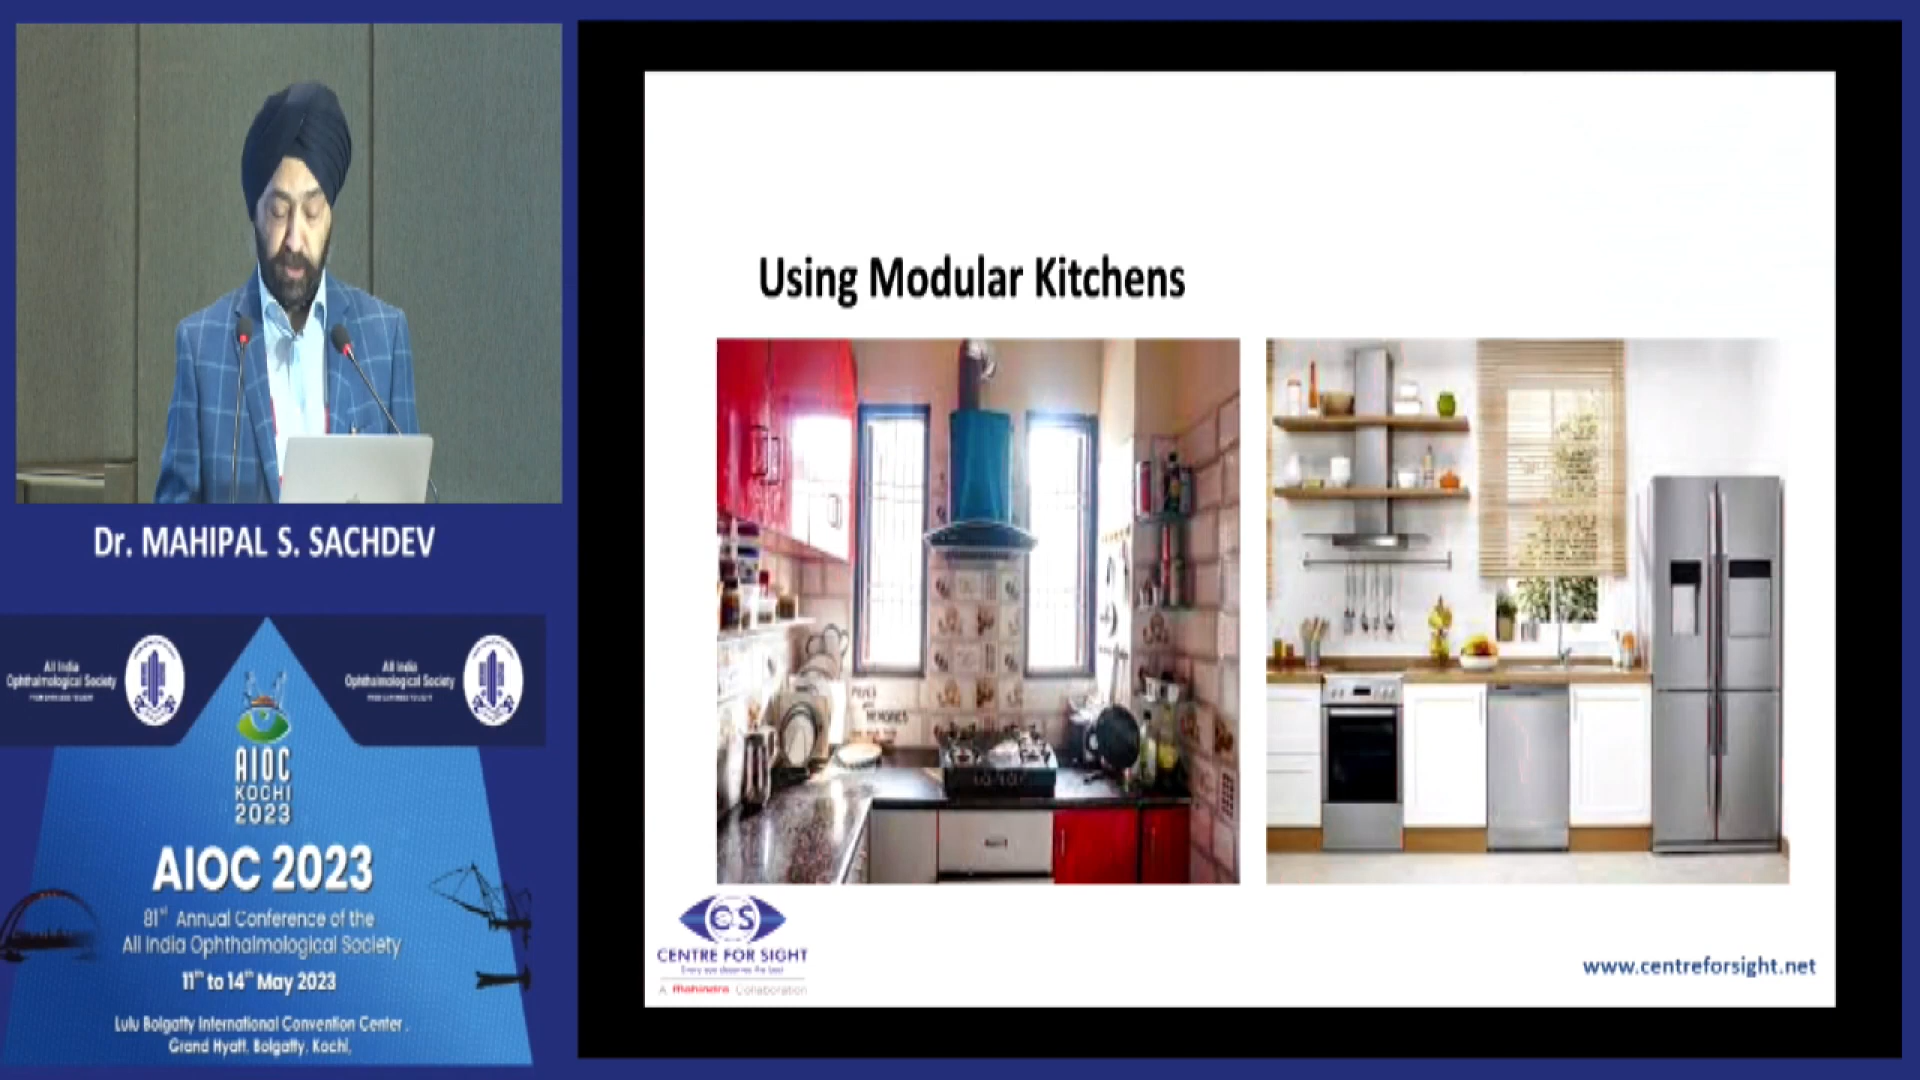 Dr. MAHIPAL S. SACHDEV
All India
Ophthalmological Society
All India
Ophthalmological Society
AIOC
KOCHI
2023
AIOC 2023
81st Annual Conference of the
All India Ophthalmological Society
11th to 14th May 2023
Lulu Bolgatty International Convention Center.
Grand Hyatt, Bolgatty, Kochi,
Using Modular Kitchens
MEMORIES
CS
CENTRE FOR SIGHT
Every eye deserves the best
A Mahindra Collaboration
www.centreforsight.net